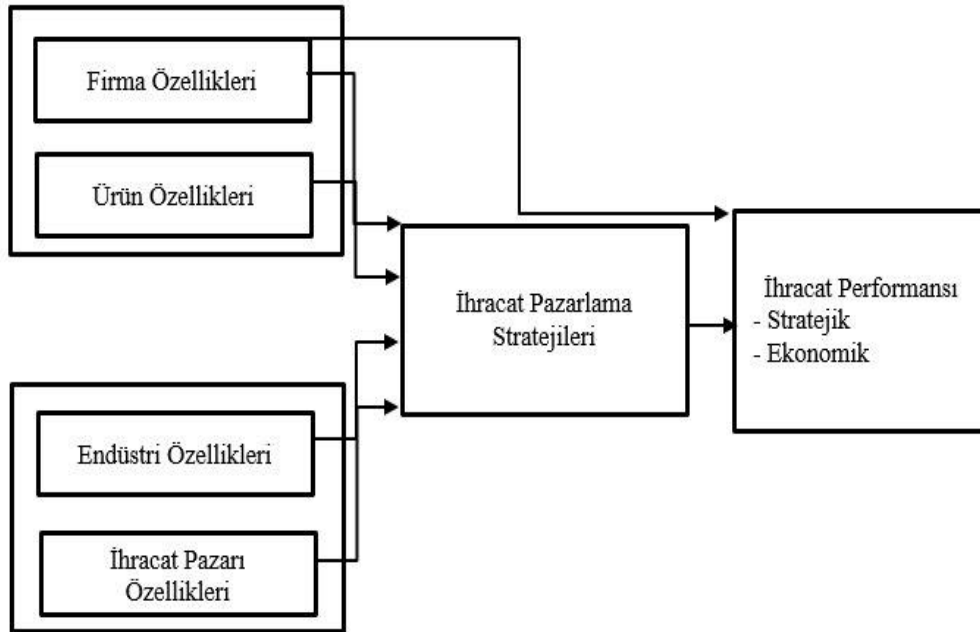 Firma Özellikleri
Ürün Özellikleri
Endüstri Özellikleri
İhracat Pazarı
Özellikleri
İhracat Pazarlama
Stratejileri
İhracat Performansı
- Stratejik
- Ekonomik